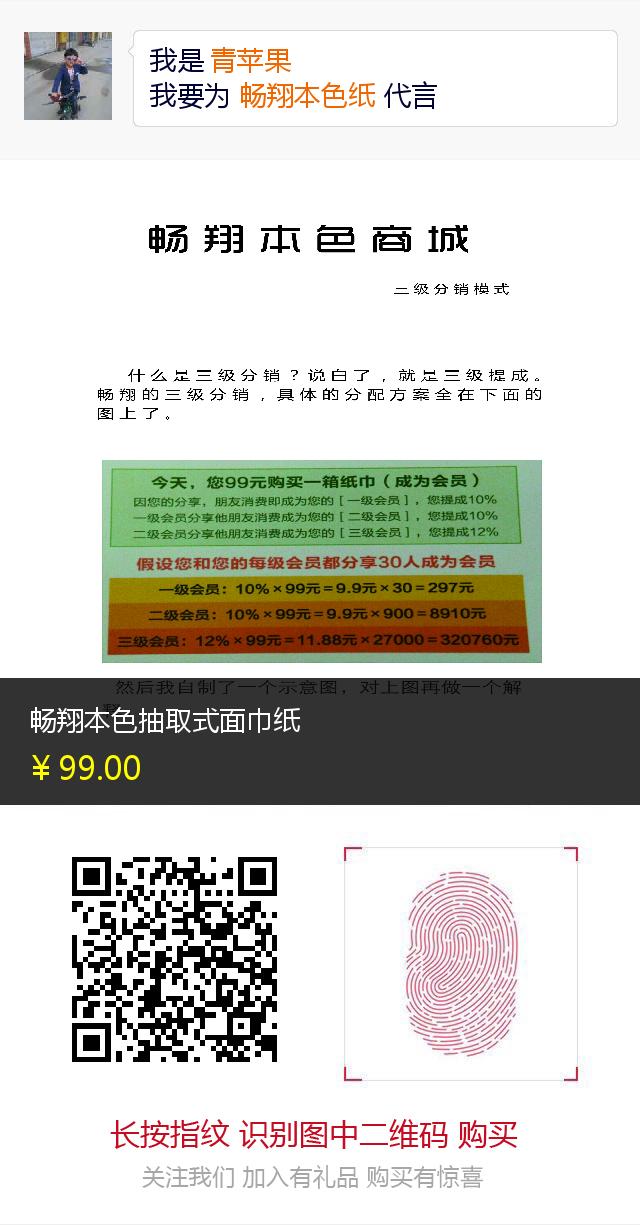 我是 青苹果
我要为 畅翔本色纸 代言
畅翔本色商城
三级分销模式
什么是三级分销？说白了，就是三级提成。
畅翔的三级分销，具体的分配方案全在下面的
图上了。
今天，您99元购买一箱纸巾（成为会员）
因您的分享，朋友消费即成为您的［一级会员］，您提成10%
一级会员分享他朋友消费成为您的［二级会员］，您提成10%
二级会员分享他朋友消费成为您的［三级会员］，您提成12%
假设您和您的每级会员都分享30人成为会员
一级会员：10%×99元＝9.9元×30＝297元
二级会员：10%×99元＝9.9元×900＝8910元
三级会员：12%×99元＝11.88元×27000＝320760元
然后我自制了一个示意图，对上图再做一个解
畅翔本色抽取式面巾纸
¥ 99.00
长按指纹 识别图中二维码 购买
关注我们 加入有礼品 购买有惊喜